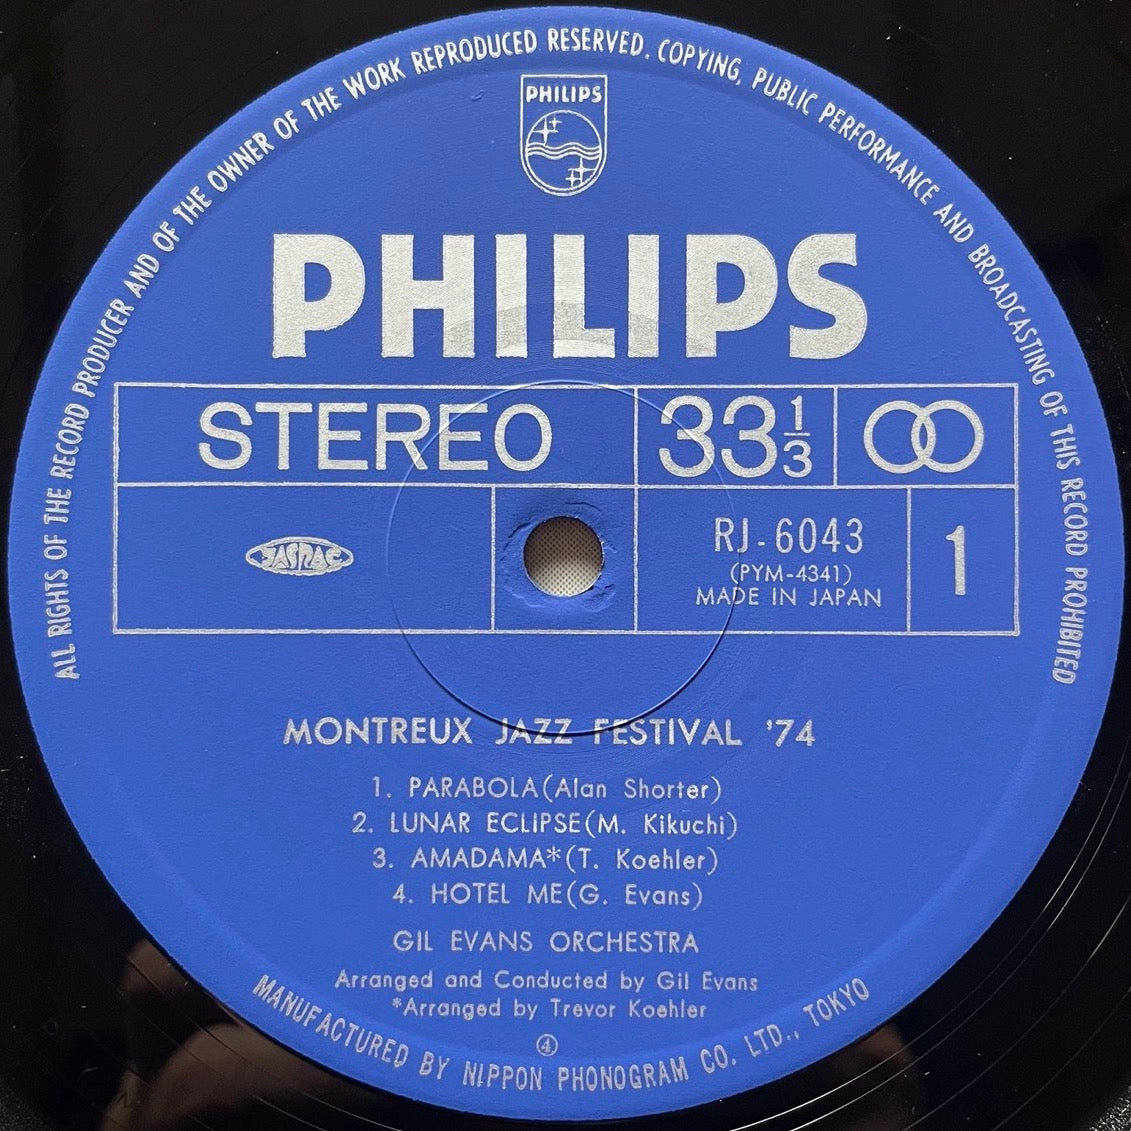 ALL RIGHTS OF THE RECORD PRODUCER AND OF THE OWNER OF THE WORK REPRODUCED RESERVED. COPYING, PUBLIC PERFORMANCE AND BROADCASTING OF THIS RECORD PROHIBITED
PHILIPS
PHILIPS
STEREO
33 1/3
JASRAC
RJ-6043
(PYM-4341)
MADE IN JAPAN
1
MONTREUX JAZZ FESTIVAL '74
1. PARABOLA(Alan Shorter)
2. LUNAR ECLIPSE(M. Kikuchi)
3. AMADAMA*(T. Koehler)
4. HOTEL ME(G. Evans)
GIL EVANS ORCHESTRA
Arranged and Conducted by Gil Evans
*Arranged by Trevor Koehler
④
MANUFACTURED BY NIPPON PHONOGRAM CO. LTD., TOKYO